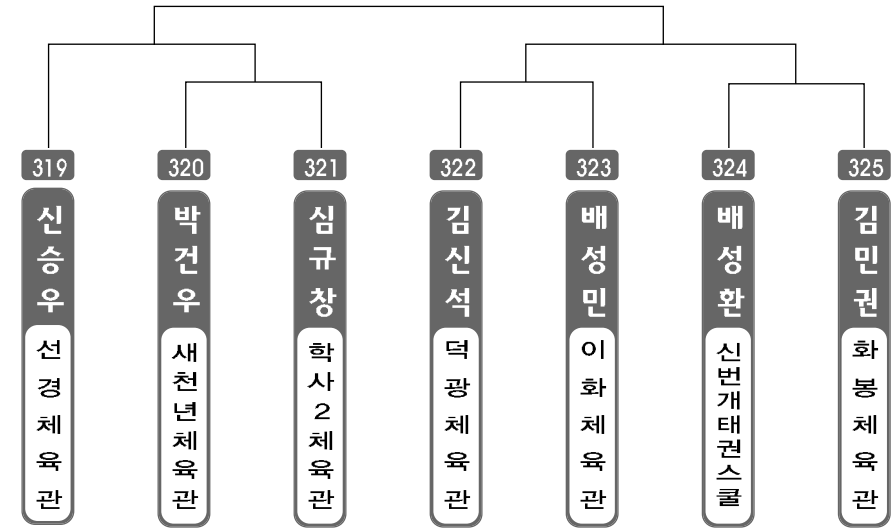 319 320 321 322 323 324 325
신승우
선경체육관
박건우
새천년체육관
심규창
학사2체육관
김신석
덕광체육관
배성민
이화체육관
배성환
신번개태권스쿨
김민권
화봉체육관